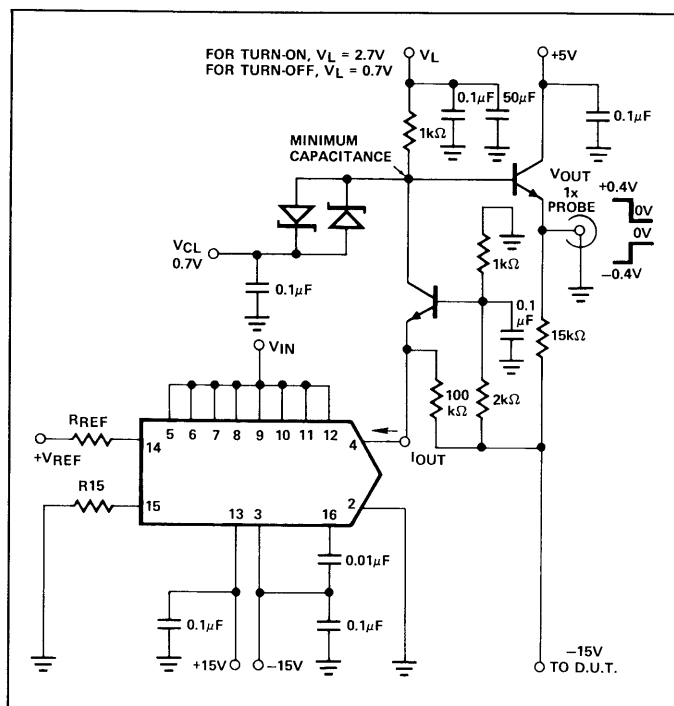 FOR TURN-ON, VL = 2.7V
FOR TURN-OFF, VL = 0.7V
VL
+5V
0.1µF
50µF
0.1µF
1kΩ
MINIMUM
CAPACITANCE
VOUT
1x
PROBE
+0.4V
0V
0V
−0.4V
VCL
0.7V
0.1µF
1kΩ
0.1
µF
15kΩ
VIN
100
kΩ
2kΩ
RREF
+VREF
5 6 7 8 9 10 11 12
14
4
IOUT
R15
15
2
13 3 16
0.01µF
0.1µF
0.1µF
+15V
−15V
−15V
TO D.U.T.